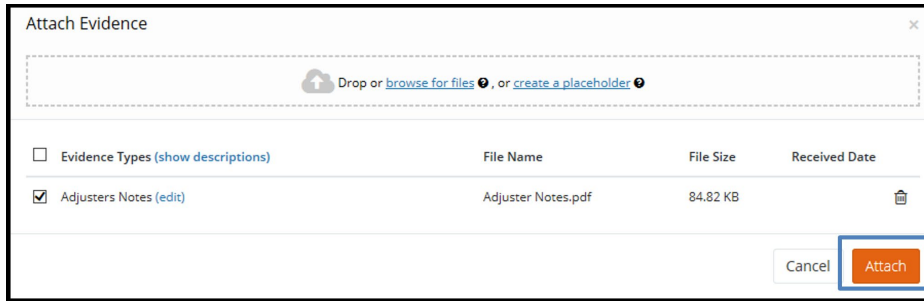 Attach Evidence ×
Drop or browse for files ?, or create a placeholder ?
Evidence Types (show descriptions) File Name File Size Received Date
Adjusters Notes (edit) Adjuster Notes.pdf 84.82 KB
Cancel Attach